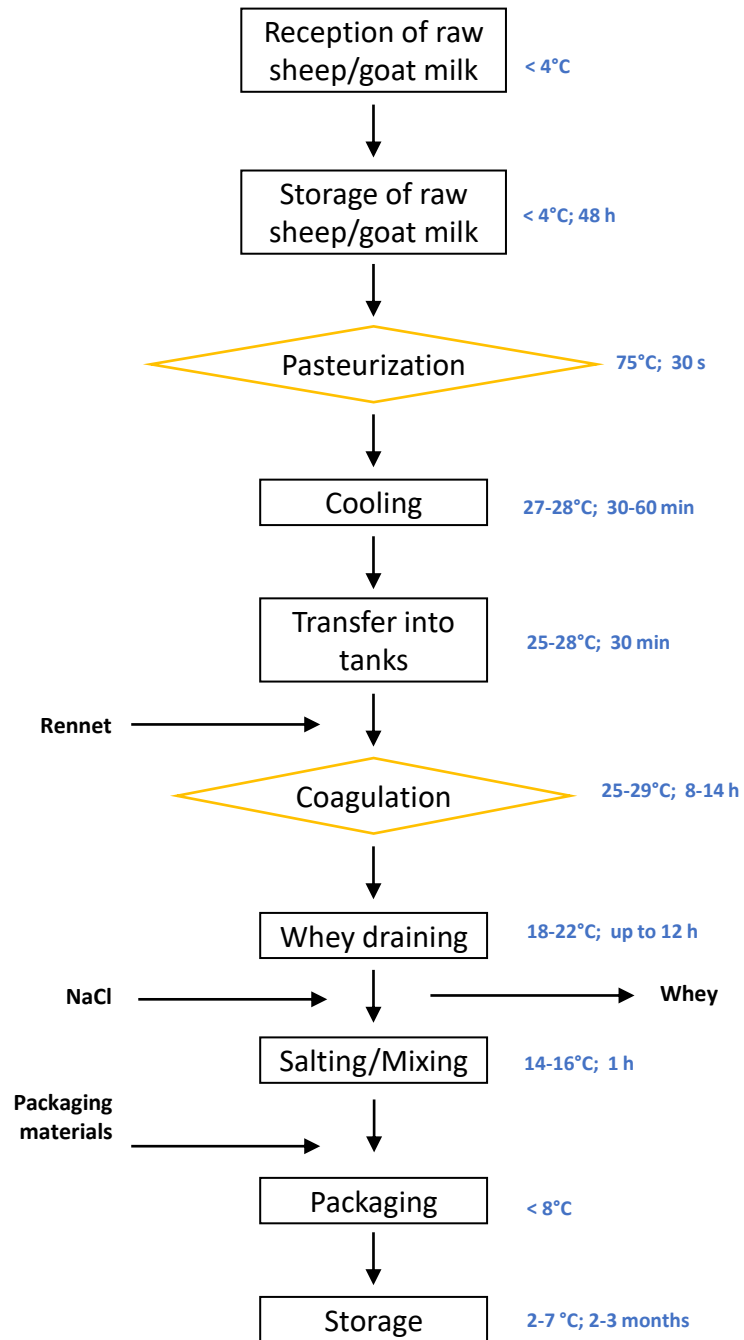 Reception of raw
sheep/goat milk
< 4°C
Storage of raw
sheep/goat milk
< 4°C; 48 h
Pasteurization
75°C; 30 s
Cooling
27-28°C; 30-60 min
Transfer into
tanks
25-28°C; 30 min
Rennet
Coagulation
25-29°C; 8-14 h
Whey draining
18-22°C; up to 12 h
NaCl
Whey
Salting/Mixing
14-16°C; 1 h
Packaging
materials
Packaging
< 8°C
Storage
2-7 °C; 2-3 months